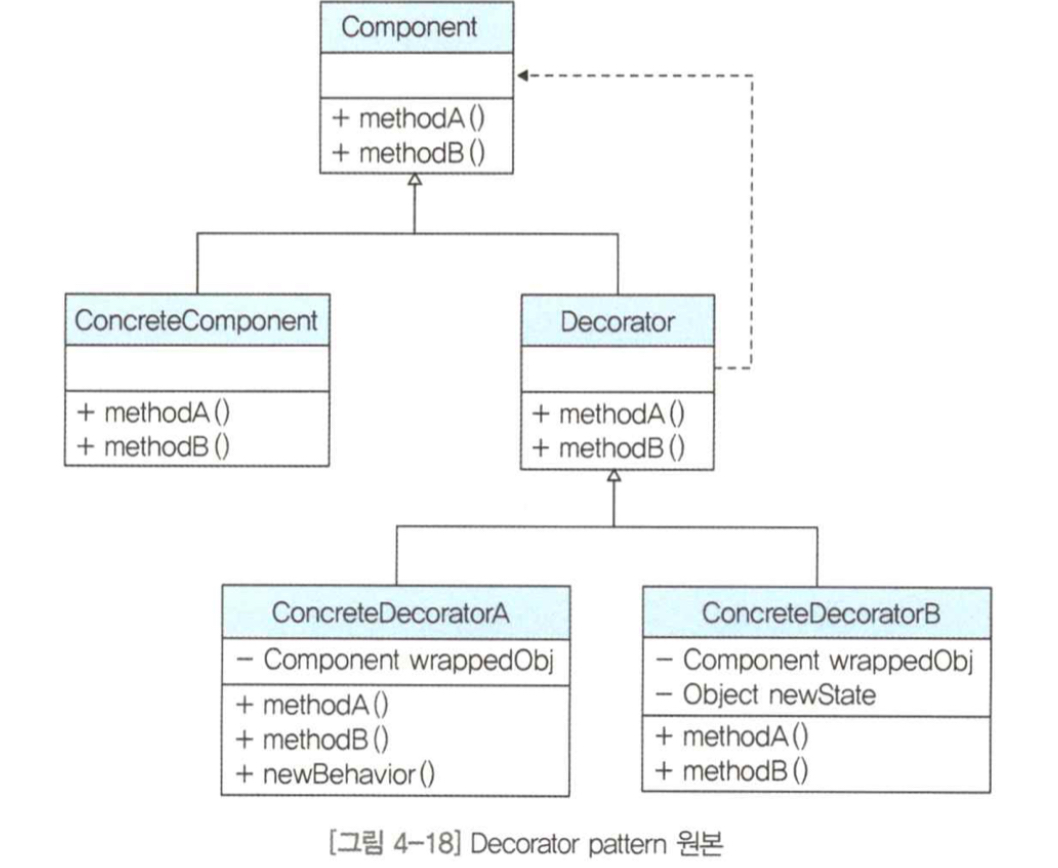 Component
+ methodA()
+ methodB()
ConcreteComponent
+ methodA()
+ methodB()
Decorator
+ methodA()
+ methodB()
ConcreteDecoratorA
− Component wrappedObj
+ methodA()
+ methodB()
+ newBehavior()
ConcreteDecoratorB
− Component wrappedObj
− Object newState
+ methodA()
+ methodB()
[그림 4−18] Decorator pattern 원본